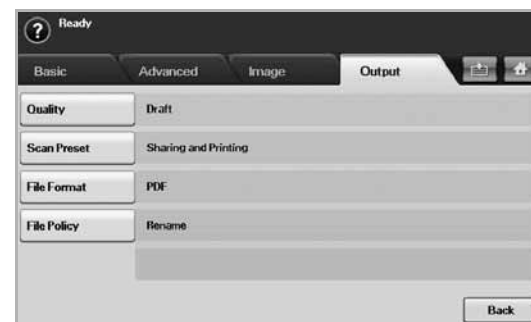 ?
Ready
Basic Advanced Image Output
Quality Draft
Scan Preset Sharing and Printing
File Format PDF
File Policy Rename
Back